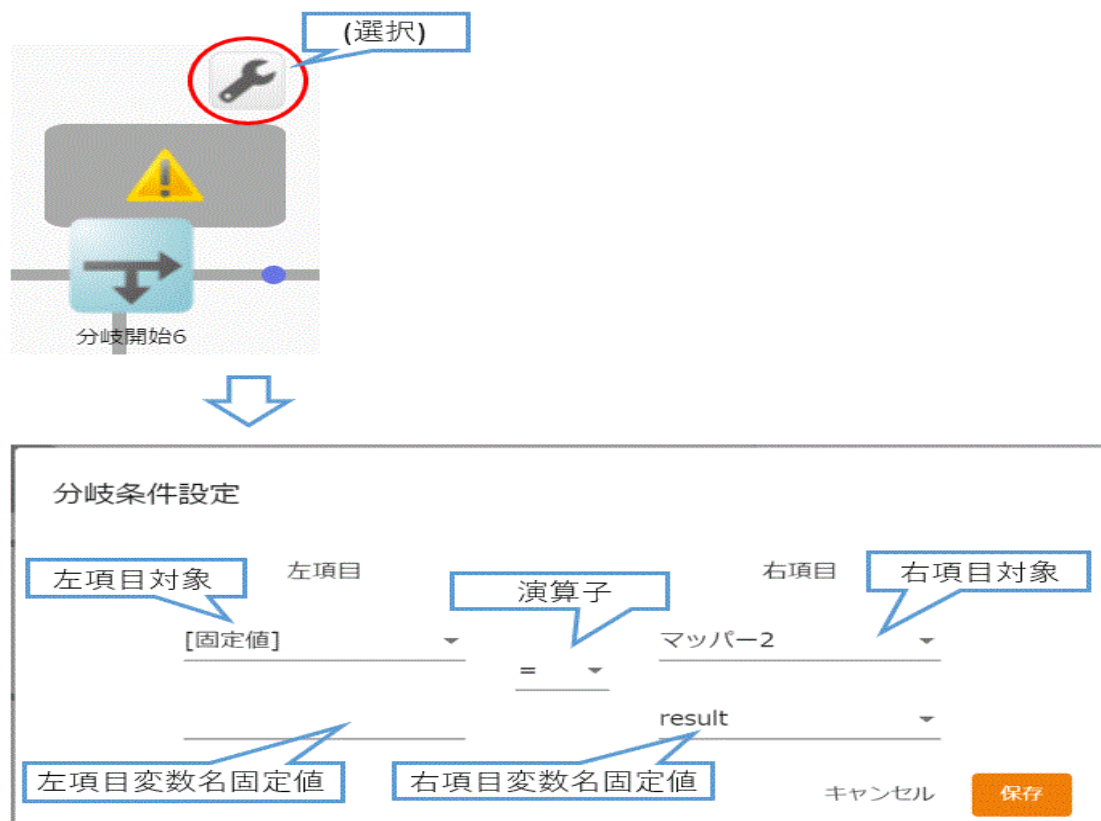 (選択)
分岐開始6
分岐条件設定
左項目対象
左項目
演算子
右項目
右項目対象
[固定値]
=
マッパー2
result
左項目変数名固定値
右項目変数名固定値
キャンセル
保存